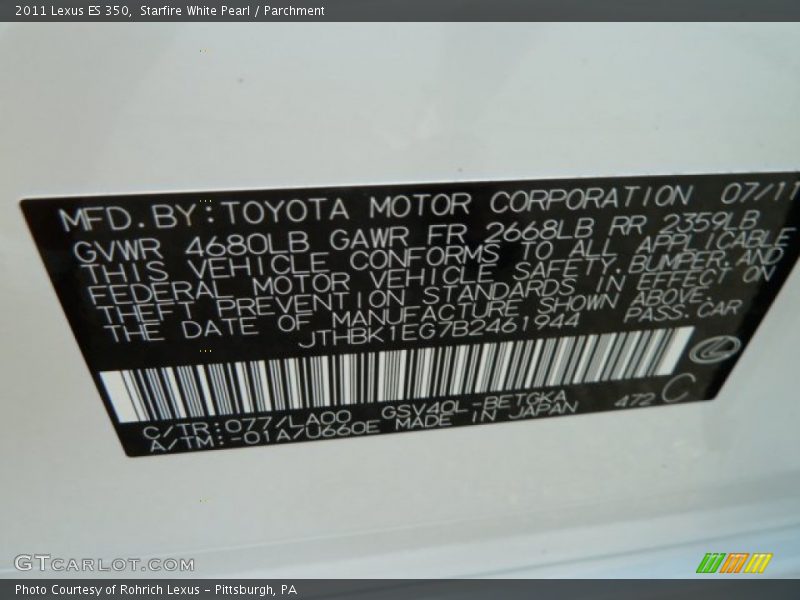 2011 Lexus ES 350, Starfire White Pearl / Parchment
MFD. BY: TOYOTA MOTOR CORPORATION 07/11
GVWR 4680LB GAWR FR 2668LB RR 2359LB
THIS VEHICLE CONFORMS TO ALL APPLICABLE
FEDERAL MOTOR VEHICLE SAFETY, BUMPER, AND
THEFT PREVENTION STANDARDS IN EFFECT ON
THE DATE OF MANUFACTURE SHOWN ABOVE.
JTHBK1EG7B2461944 PASS. CAR
C/TR: 077/LA00 GSV40L-BETGKA
A/TM: -01A/U660E MADE IN JAPAN 472 C
GTCARLOT.COM
Photo Courtesy of Rohrich Lexus - Pittsburgh, PA